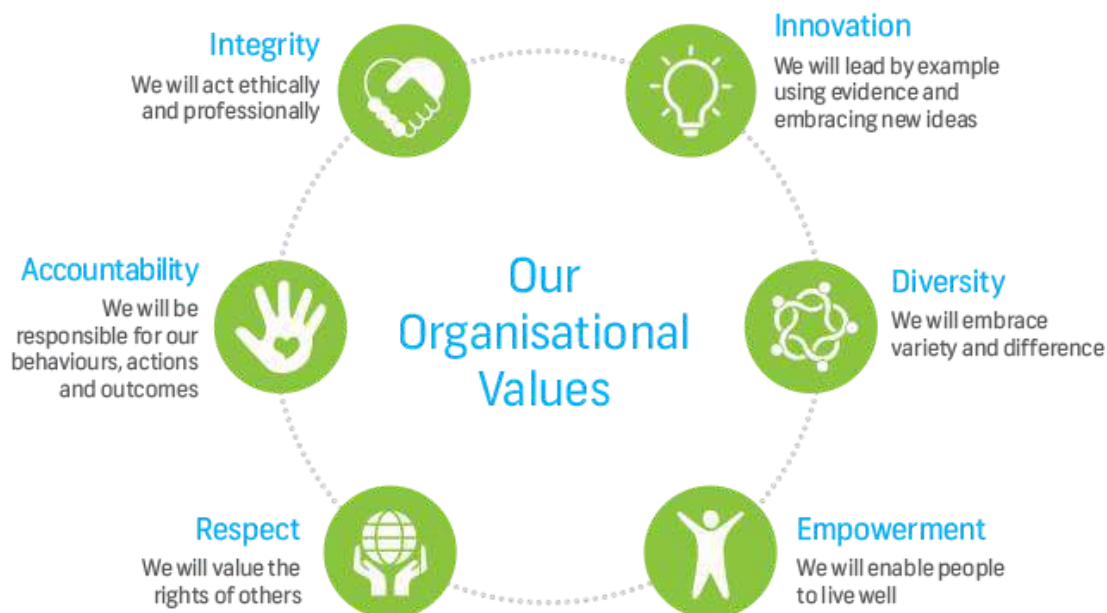 Integrity
We will act ethically
and professionally
Innovation
We will lead by example
using evidence and
embracing new ideas
Accountability
We will be
responsible for our
behaviours, actions
and outcomes
Our
Organisational
Values
Diversity
We will embrace
variety and difference
Respect
We will value the
rights of others
Empowerment
We will enable people
to live well